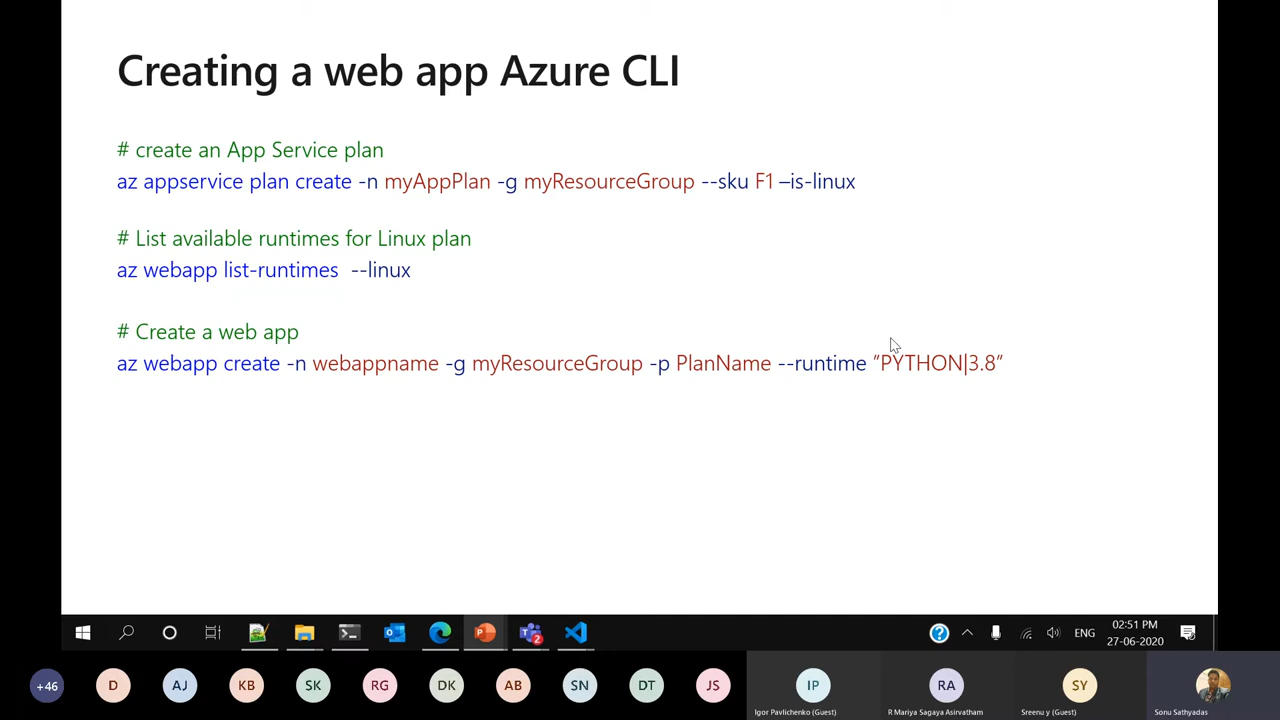 Creating a web app Azure CLI
# create an App Service plan
az appservice plan create -n myAppPlan -g myResourceGroup --sku F1 –is-linux
# List available runtimes for Linux plan
az webapp list-runtimes --linux
# Create a web app
az webapp create -n webappname -g myResourceGroup -p PlanName --runtime ”PYTHON|3.8”
2
ENG
02:51 PM
27-06-2020
+46
D
AJ
KB
SK
RG
DK
AB
SN
DT
JS
IP
RA
SY
Igor Pavlichenko (Guest)
R Mariya Sagaya Asirvatham
Sreenu y (Guest)
Sonu Sathyadas